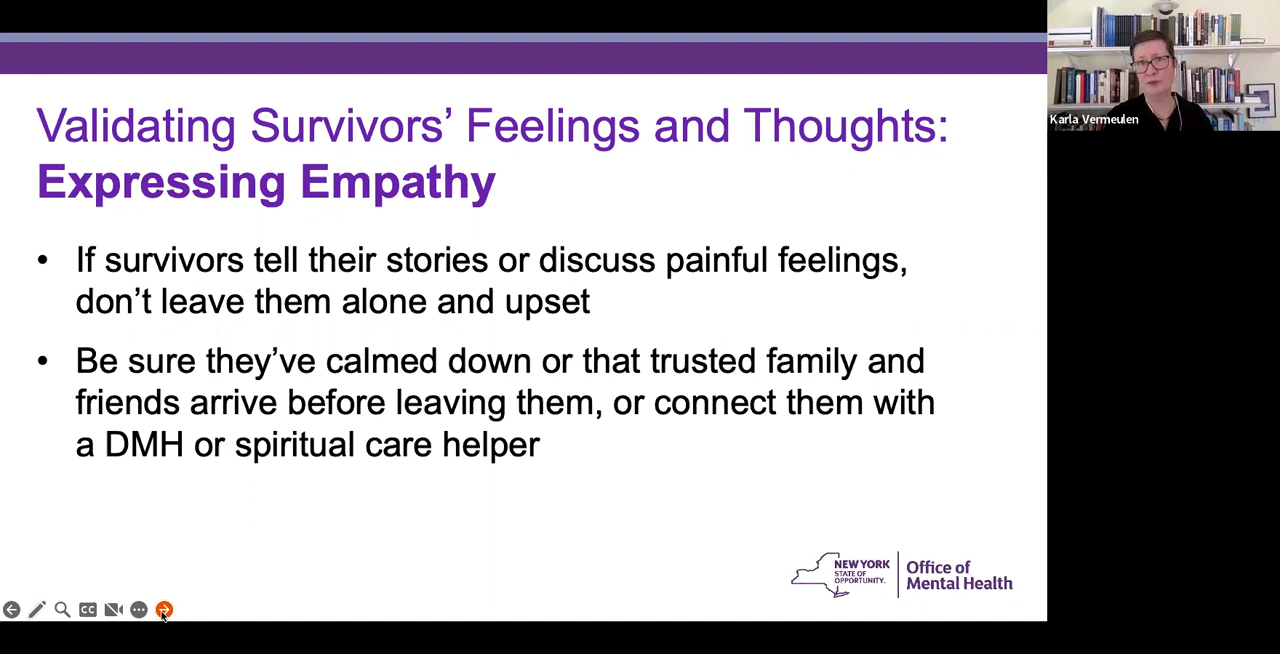 Validating Survivors’ Feelings and Thoughts:
Expressing Empathy
• If survivors tell their stories or discuss painful feelings,
don’t leave them alone and upset
• Be sure they’ve calmed down or that trusted family and
friends arrive before leaving them, or connect them with
a DMH or spiritual care helper
NEW YORK
STATE OF
OPPORTUNITY.
Office of
Mental Health
CC
Karla Vermeulen